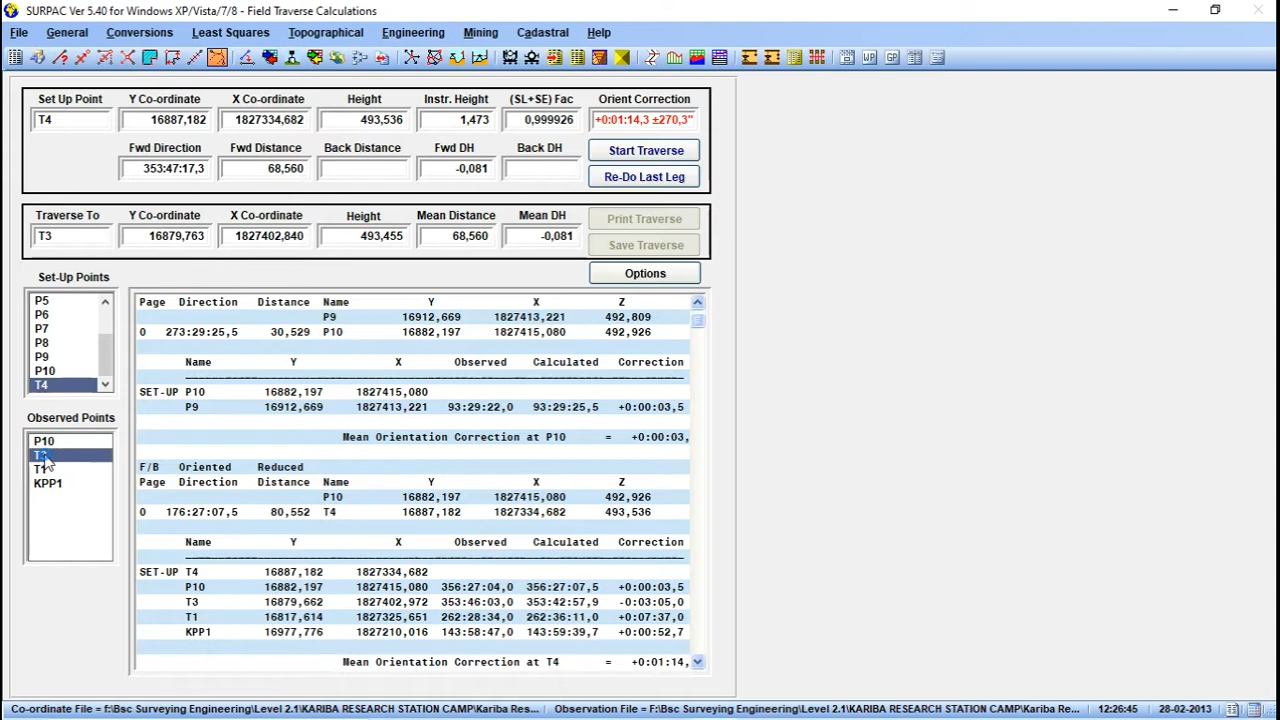 SURPAC Ver 5.40 for Windows XP/Vista/7/8 - Field Traverse Calculations
File General Conversions Least Squares Topographical Engineering Mining Cadastral Help
WP GP
Set Up Point Y Co-ordinate X Co-ordinate Height Instr. Height (SL+SE) Fac Orient Correction
T4 16887,182 1827334,682 493,536 1,473 0,999926 +0:01:14,3 ±270,3"
Fwd Direction Fwd Distance Back Distance Fwd DH Back DH Start Traverse
353:47:17,3 68,560 -0,081 Re-Do Last Leg
Traverse To Y Co-ordinate X Co-ordinate Height Mean Distance Mean DH Print Traverse
T3 16879,763 1827402,840 493,455 68,560 -0,081 Save Traverse
Set-Up Points Options
P5
P6
P7
P8
P9
P10
T4
Observed Points
P10
T1
KPP1
Page Direction Distance Name Y X Z
P9 16912,669 1827413,221 492,809
0 273:29:25,5 30,529 P10 16882,197 1827415,080 492,926
Name Y X Observed Calculated Correction
SET-UP P10 16882,197 1827415,080
P9 16912,669 1827413,221 93:29:22,0 93:29:25,5 +0:00:03,5
Mean Orientation Correction at P10 = +0:00:03,
F/B Oriented Reduced
Page Direction Distance Name Y X Z
P10 16882,197 1827415,080 492,926
0 176:27:07,5 80,552 T4 16887,182 1827334,682 493,536
Name Y X Observed Calculated Correction
SET-UP T4 16887,182 1827334,682
P10 16882,197 1827415,080 356:27:04,0 356:27:07,5 +0:00:03,5
T3 16879,662 1827402,972 353:46:03,0 353:42:57,9 -0:03:05,0
T1 16817,614 1827325,651 262:28:34,0 262:36:11,0 +0:07:37,0
KPP1 16977,776 1827210,016 143:58:47,0 143:59:39,7 +0:00:52,7
Mean Orientation Correction at T4 = +0:01:14,
Co-ordinate File = f:\Bsc Surveying Engineering\Level 2.1\KARIBA RESEARCH STATION CAMP\Kariba Res... Observation File = f:\Bsc Surveying Engineering\Level 2.1\KARIBA RESEARCH STATION CAMP\Kariba Re... 12:26:45 28-02-2013